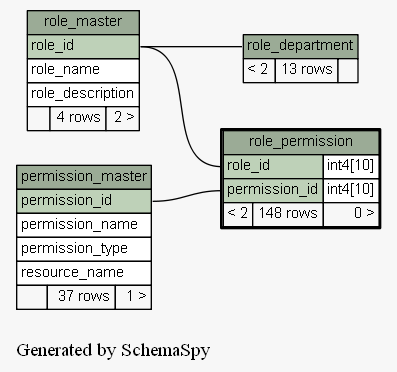 role_master
role_id
role_name
role_description
4 rows 2 >
role_department
< 2 13 rows
role_permission
role_id int4[10]
permission_id int4[10]
< 2 148 rows 0 >
permission_master
permission_id
permission_name
permission_type
resource_name
37 rows 1 >
Generated by SchemaSpy